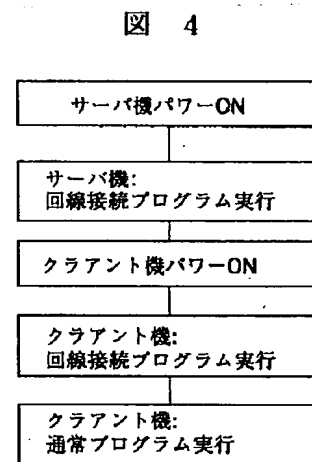 図 4
サーバ機パワーON
サーバ機:
回線接続プログラム実行
クラアント機パワーON
クラアント機:
回線接続プログラム実行
クラアント機:
通常プログラム実行